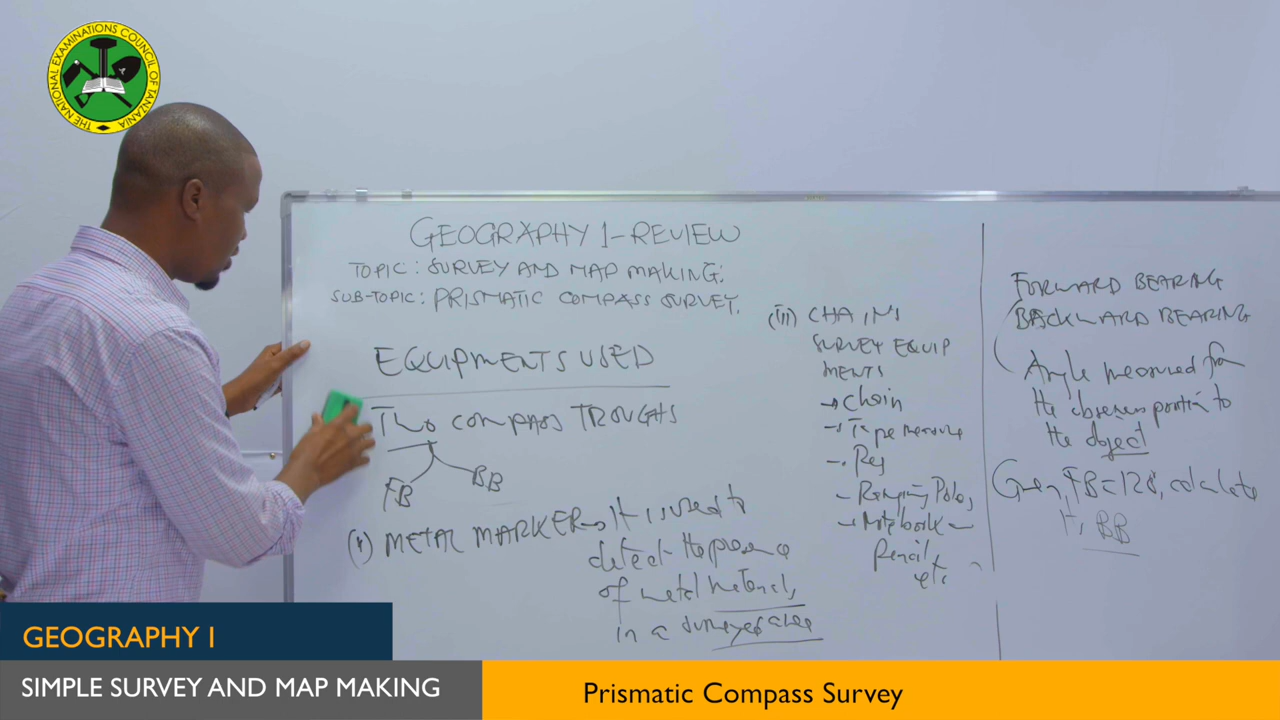 THE NATIONAL EXAMINATIONS COUNCIL OF TANZANIA
GEOGRAPHY 1-REVIEW
TOPIC: SURVEY AND MAP MAKING.
SUB-TOPIC: PRISMATIC COMPASS SURVEY.
EQUIPMENTS USED
Two COMPASS TROUGHS
FB BB
METAL MARKER → It is used to
detect the presence
of metal materials
in a surveyed area
(iii) CHAINS
SURVEY EQUIP
MENTS
→ Chain
→ Tape measure
Ranging Poles
→ Notebook -
Pencil
etc
FORWARD BEARING
BACKWARD BEARING
Angle measured from
the observers position to
the object
Given, FB = 128, calculate
its BB
GEOGRAPHY I
SIMPLE SURVEY AND MAP MAKING
Prismatic Compass Survey